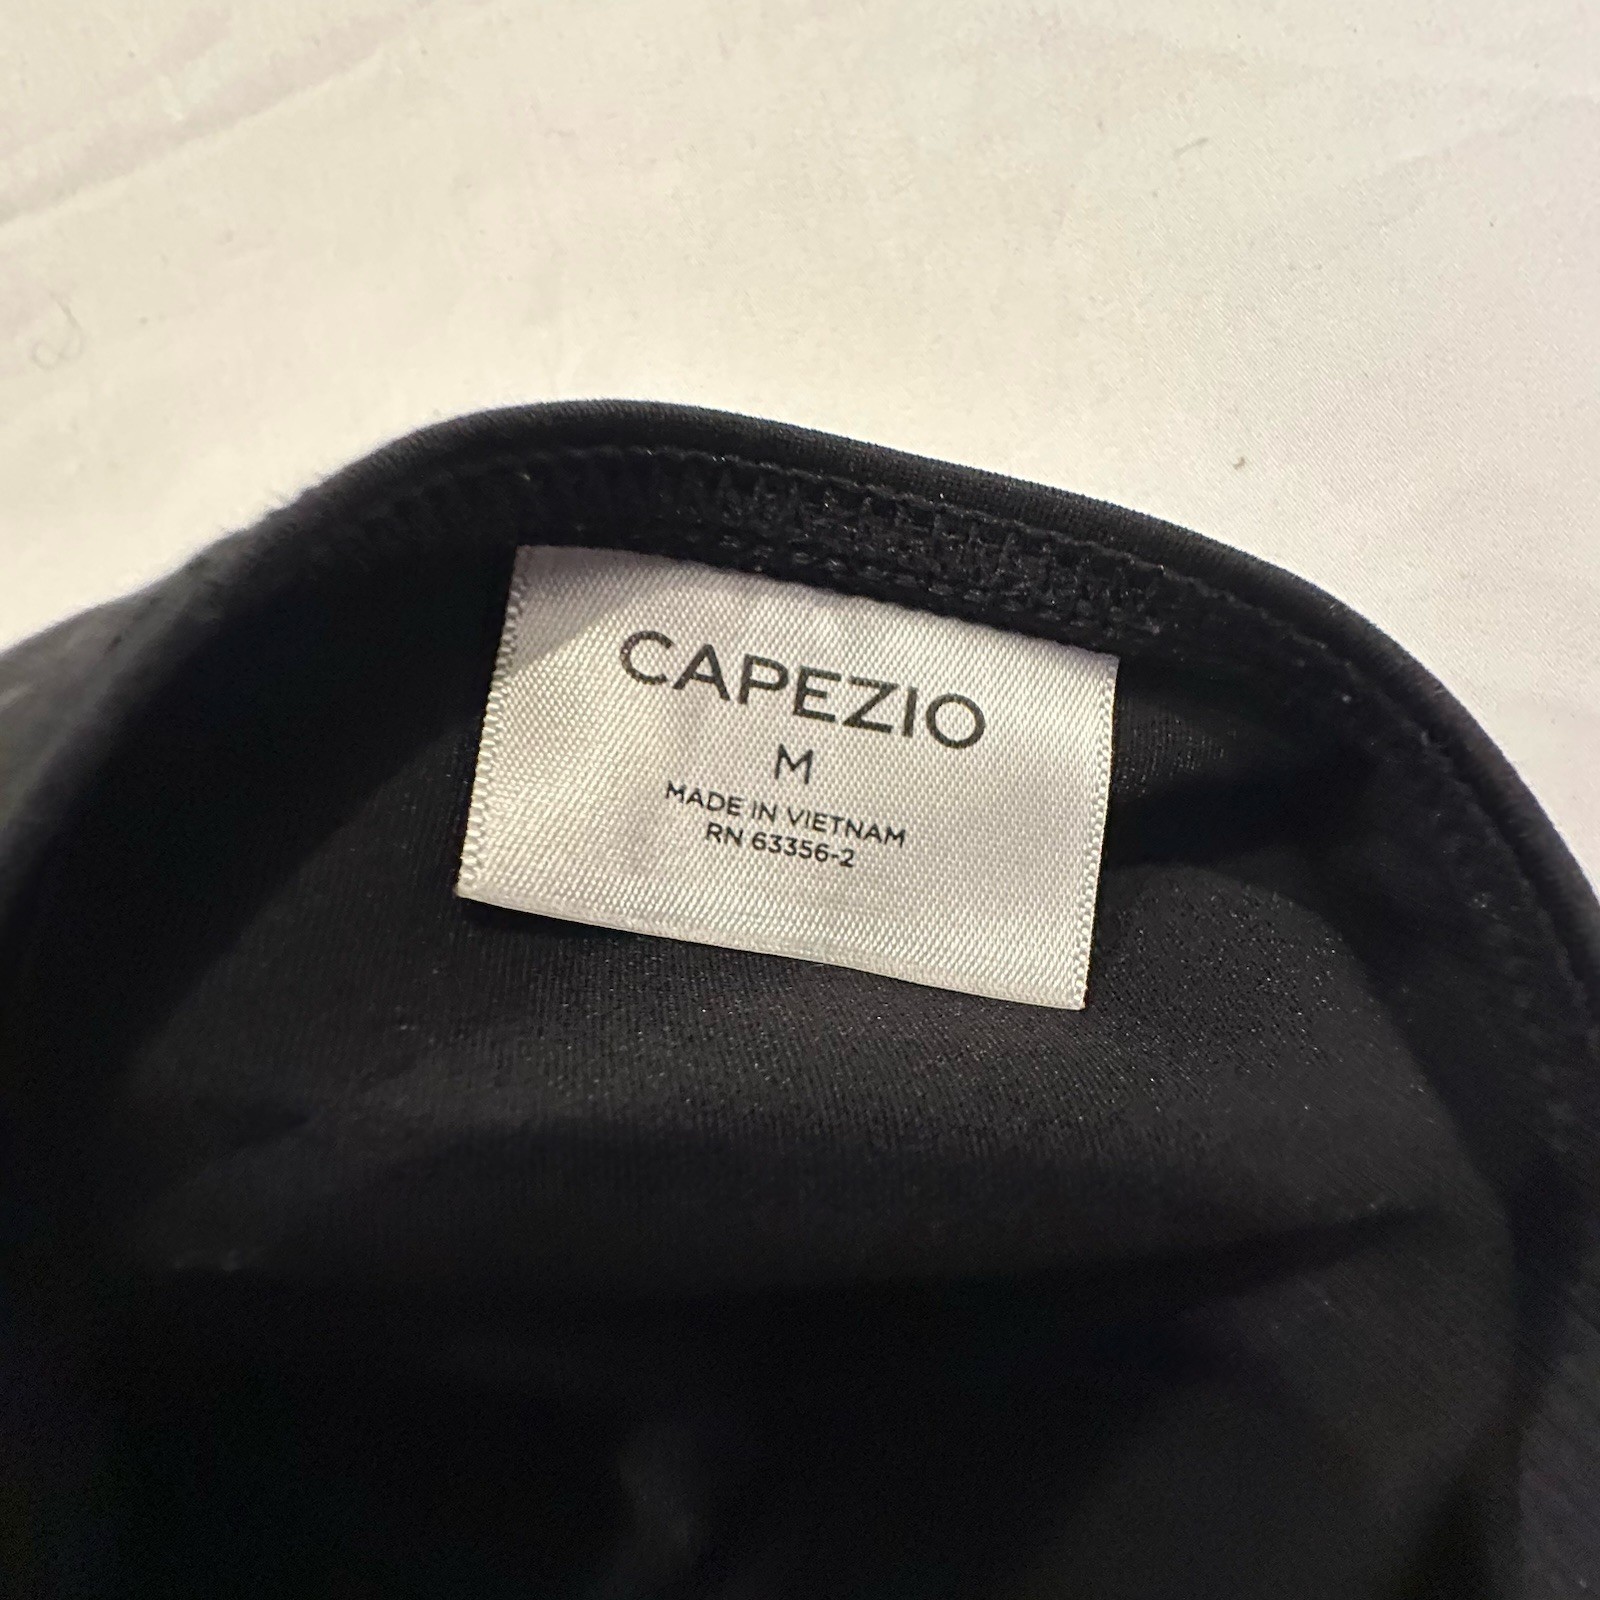 CAPEZIO
M
MADE IN VIETNAM
RN 63356-2